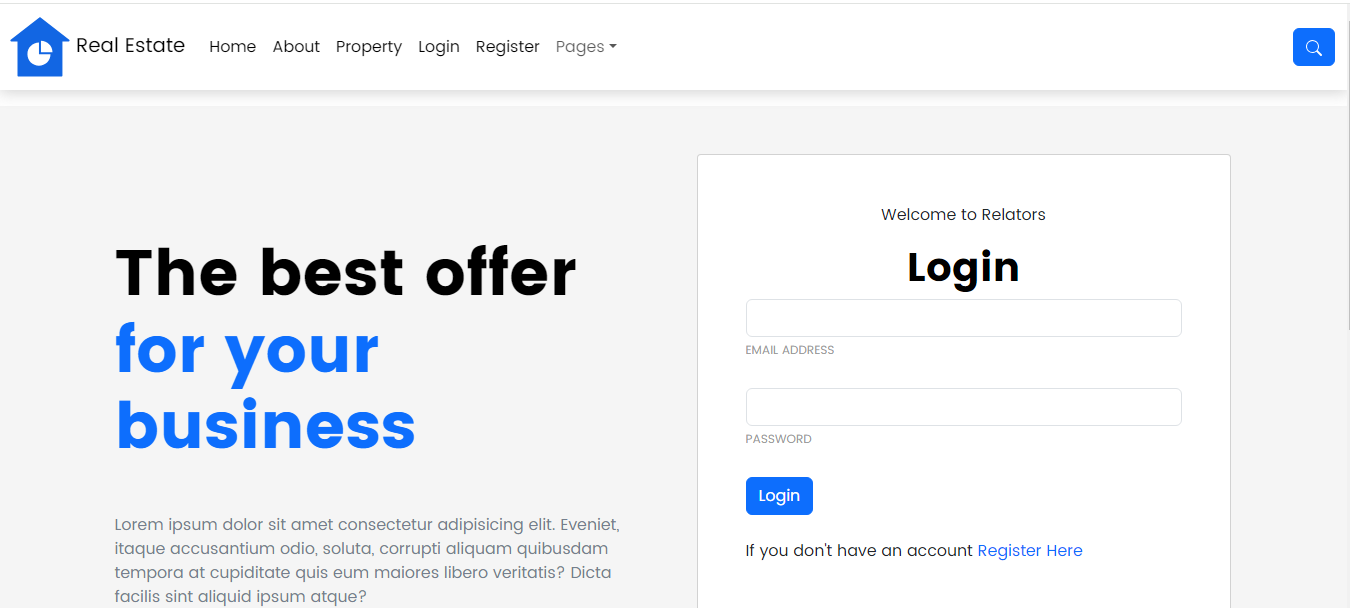 Real Estate Home About Property Login Register Pages
The best offer
for your
business
Lorem ipsum dolor sit amet consectetur adipisicing elit. Eveniet,
itaque accusantium odio, soluta, corrupti aliquam quibusdam
tempora at cupiditate quis eum maiores libero veritatis? Dicta
facilis sint aliquid ipsum atque?
Welcome to Relators
Login
EMAIL ADDRESS
PASSWORD
Login
If you don't have an account Register Here